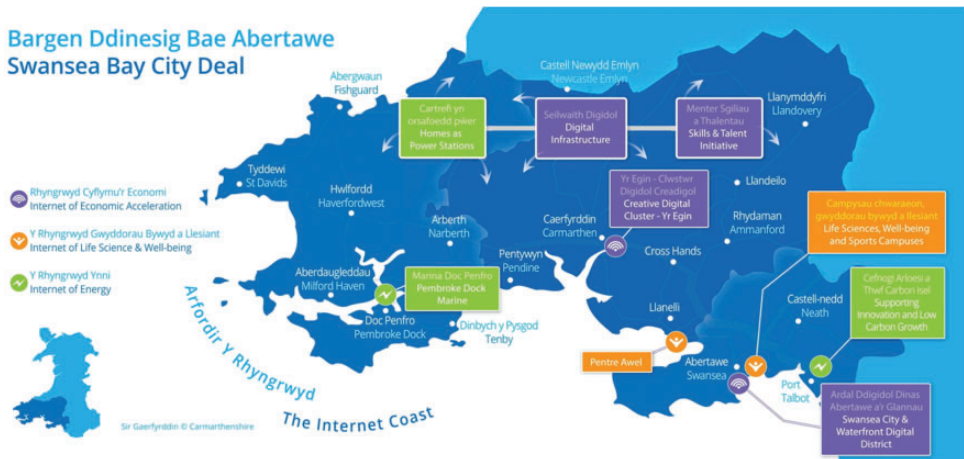 Bargen Ddinesig Bae Abertawe
Swansea Bay City Deal
Abergwaun
Fishguard
Castell Newydd Emlyn
Newcastle Emlyn
Llanymddyfri
Llandovery
Cartrefi yn
orsafoedd pŵer
Homes as
Power Stations
Seilwaith Digidol
Digital
Infrastructure
Menter Sgiliau
a Thalentau
Skills & Talent
Initiative
Tyddewi
St Davids
Hwlffordd
Haverfordwest
Yr Egin - Clwstwr
Digidol Creadigol
Creative Digital
Cluster - Yr Egin
Llandeilo
Rhyngrwyd Cyflymu'r Economi
Internet of Economic Acceleration
Y Rhyngrwyd Gwyddorau Bywyd a Llesiant
Internet of Life Science & Well-being
Y Rhyngrwyd Ynni
Internet of Energy
Arberth
Narberth
Caerfyrddin
Carmarthen
Rhydaman
Ammanford
Campysau chwaraeon,
gwyddorau bywyd a llesiant
Life Sciences, Well-being
and Sports Campuses
Pentywyn
Pendine
Cross Hands
Aberdaugleddau
Milford Haven
Marina Doc Penfro
Pembroke Dock
Marine
Cefnogi Arloesi a
Thwf Carbon Isel
Supporting
Innovation and Low
Carbon Growth
Castell-nedd
Neath
Llanelli
Doc Penfro
Pembroke Dock
Dinbych y Pysgod
Tenby
Pentre Awel
Abertawe
Swansea
Port
Talbot
Arfordir Y Rhyngrwyd
The Internet Coast
Ardal Ddigidol Dinas
Abertawe a'r Glannau
Swansea City &
Waterfront Digital
District
Sir Gaerfyrddin © Carmarthenshire